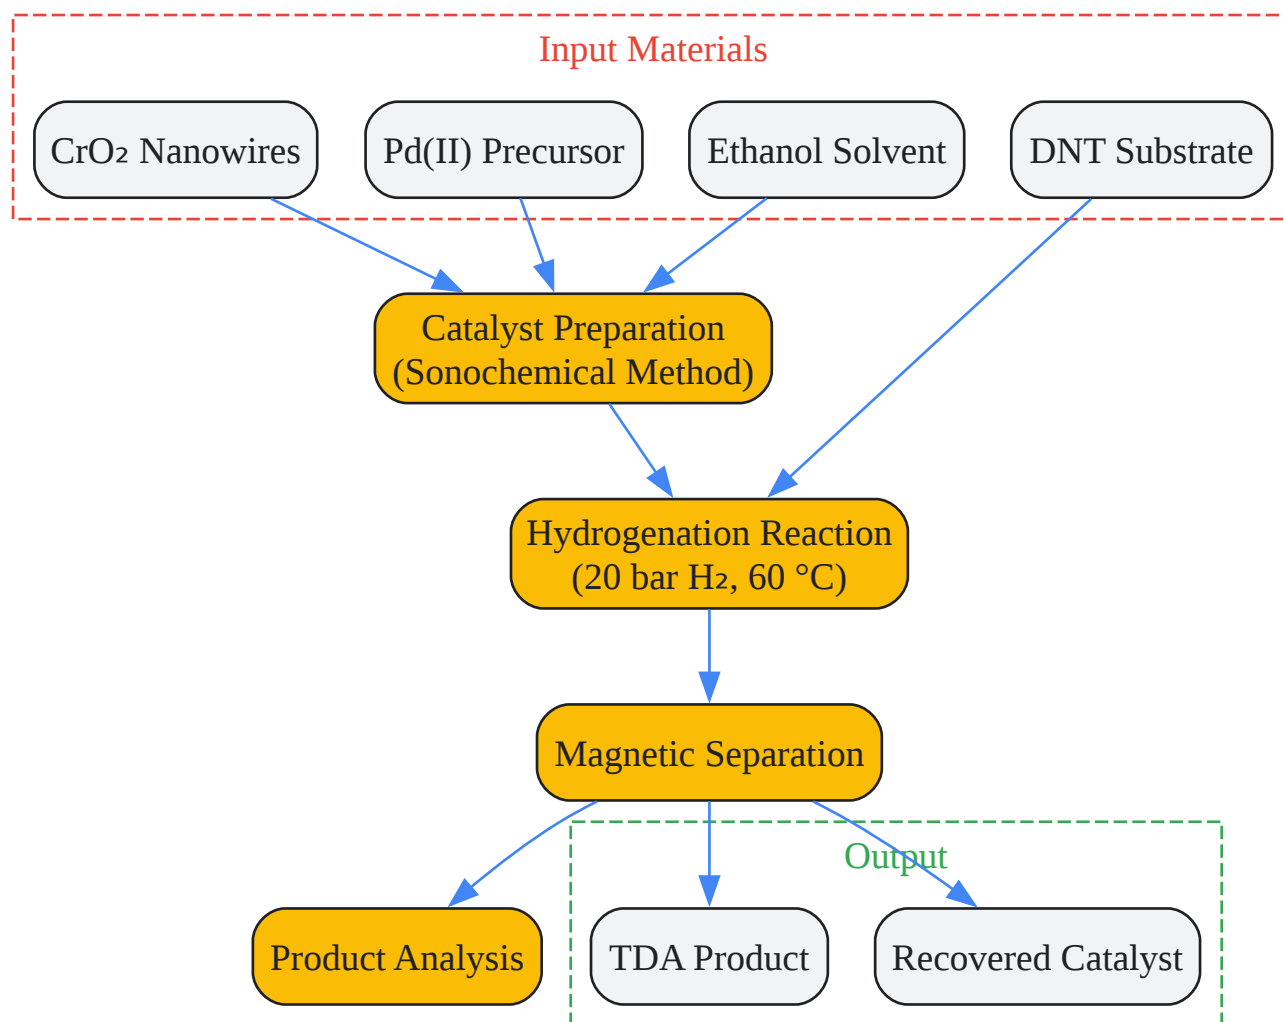 Input Materials
CrO₂ Nanowires
Pd(II) Precursor
Ethanol Solvent
DNT Substrate
Catalyst Preparation
(Sonochemical Method)
Hydrogenation Reaction
(20 bar H₂, 60 °C)
Magnetic Separation
Output
Product Analysis
TDA Product
Recovered Catalyst